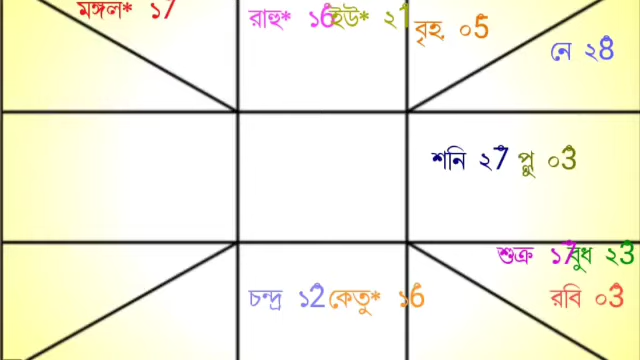 মঙ্গল* ১7
রাহু* ১6 ইউ* ২1
বৃহ. ০5
নে ২8
শনি ২7 প্লু ০3
শুক্র ১7 বুধ ২3
চন্দ্র ১2 কেতু* ১6
রবি ০3